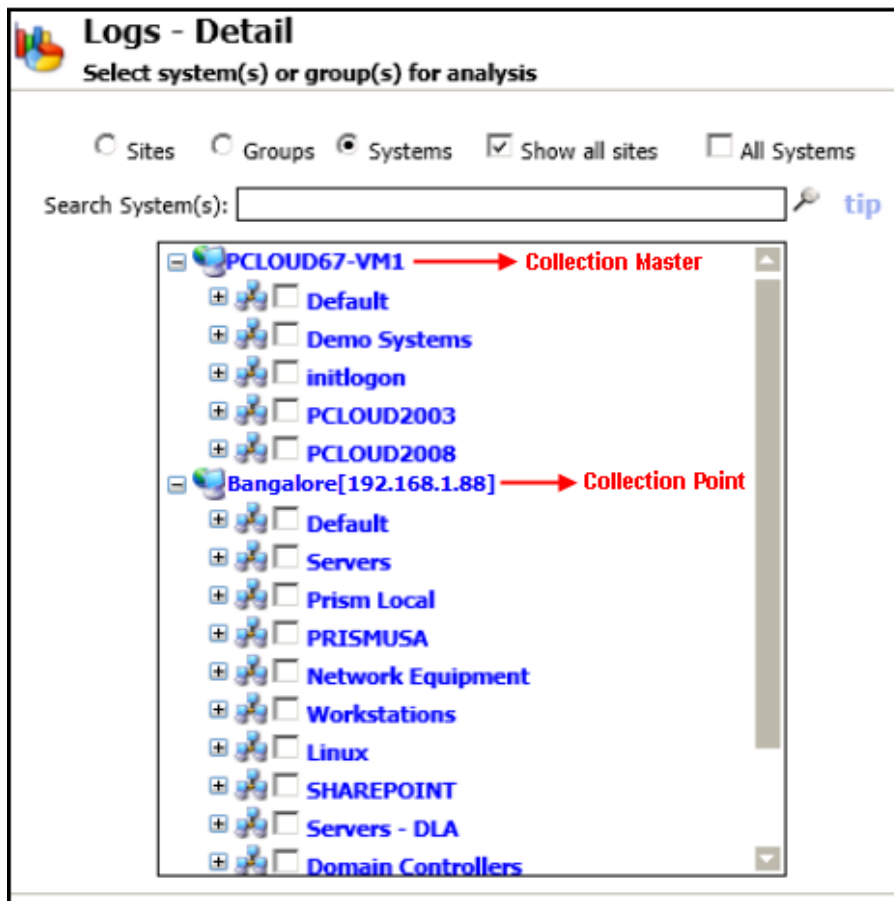 Logs - Detail
Select system(s) or group(s) for analysis
Sites Groups Systems Show all sites All Systems
Search System(s): tip
PCLOUD67-VM1 Collection Master
Default
Demo Systems
initlogon
PCLOUD2003
PCLOUD2008
Bangalore[192.168.1.88] Collection Point
Default
Servers
Prism Local
PRISMUSA
Network Equipment
Workstations
Linux
SHAREPOINT
Servers - DLA
Domain Controllers